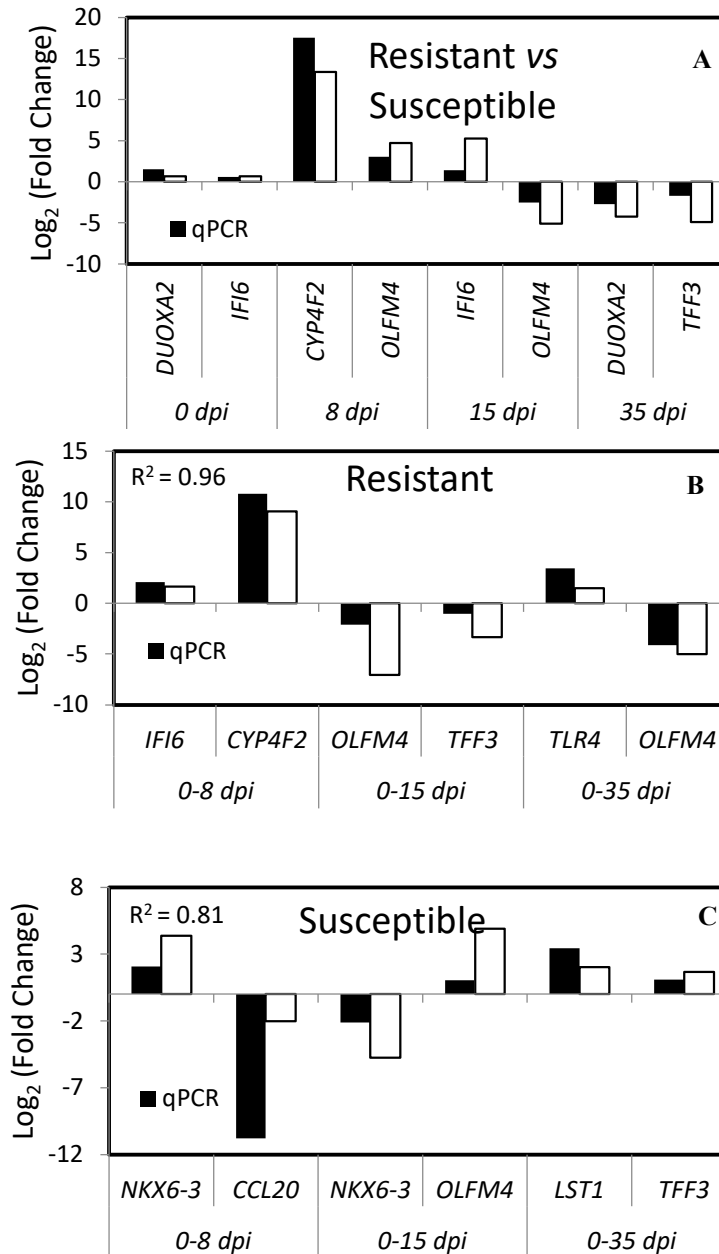 20
15
10
5
0
-5
-10
Log₂ (Fold Change)
Resistant vs
Susceptible
A
qPCR
DUOXA2 IFI6 CYP4F2 OLFM4 IFI6 OLFM4 DUOXA2 TFF3
0 dpi 8 dpi 15 dpi 35 dpi
15
10
5
0
-5
-10
Log₂ (Fold Change)
R² = 0.96
Resistant
B
qPCR
IFI6 CYP4F2 OLFM4 TFF3 TLR4 OLFM4
0-8 dpi 0-15 dpi 0-35 dpi
8
3
-2
-7
-12
Log₂ (Fold Change)
R² = 0.81
Susceptible
C
qPCR
NKX6-3 CCL20 NKX6-3 OLFM4 LST1 TFF3
0-8 dpi 0-15 dpi 0-35 dpi